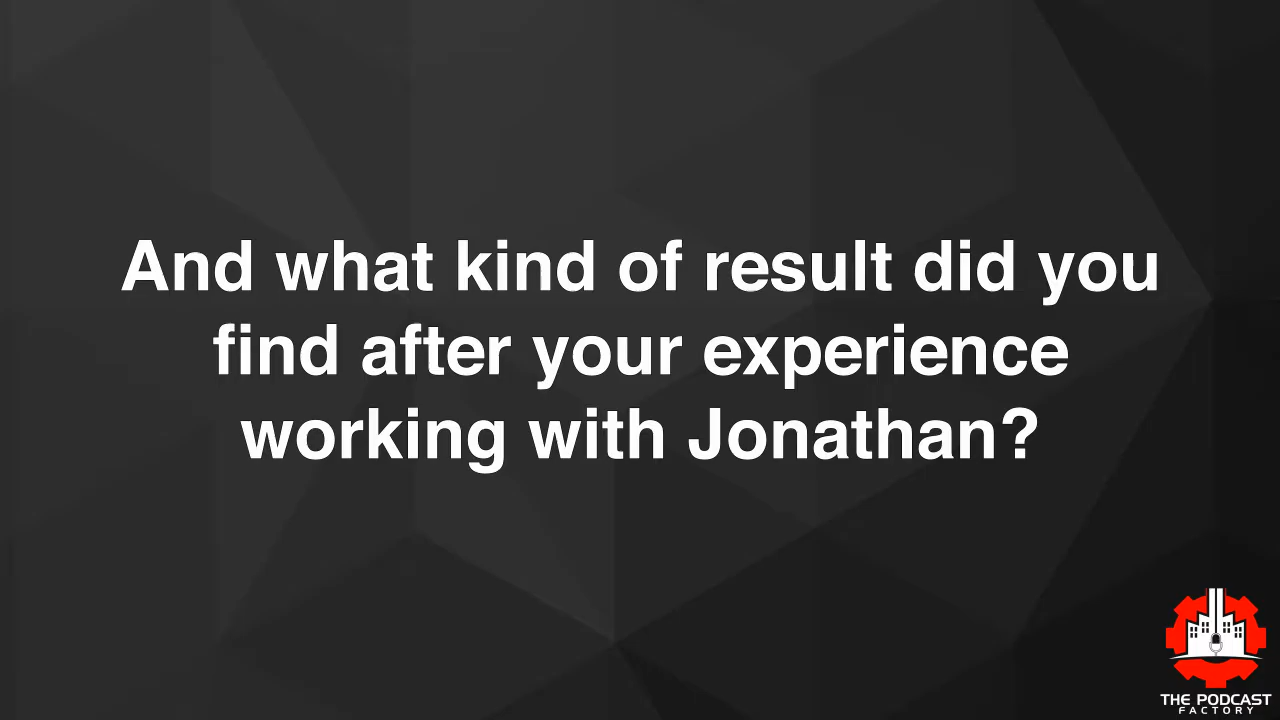 And what kind of result did you
find after your experience
working with Jonathan?
THE PODCAST
FACTORY